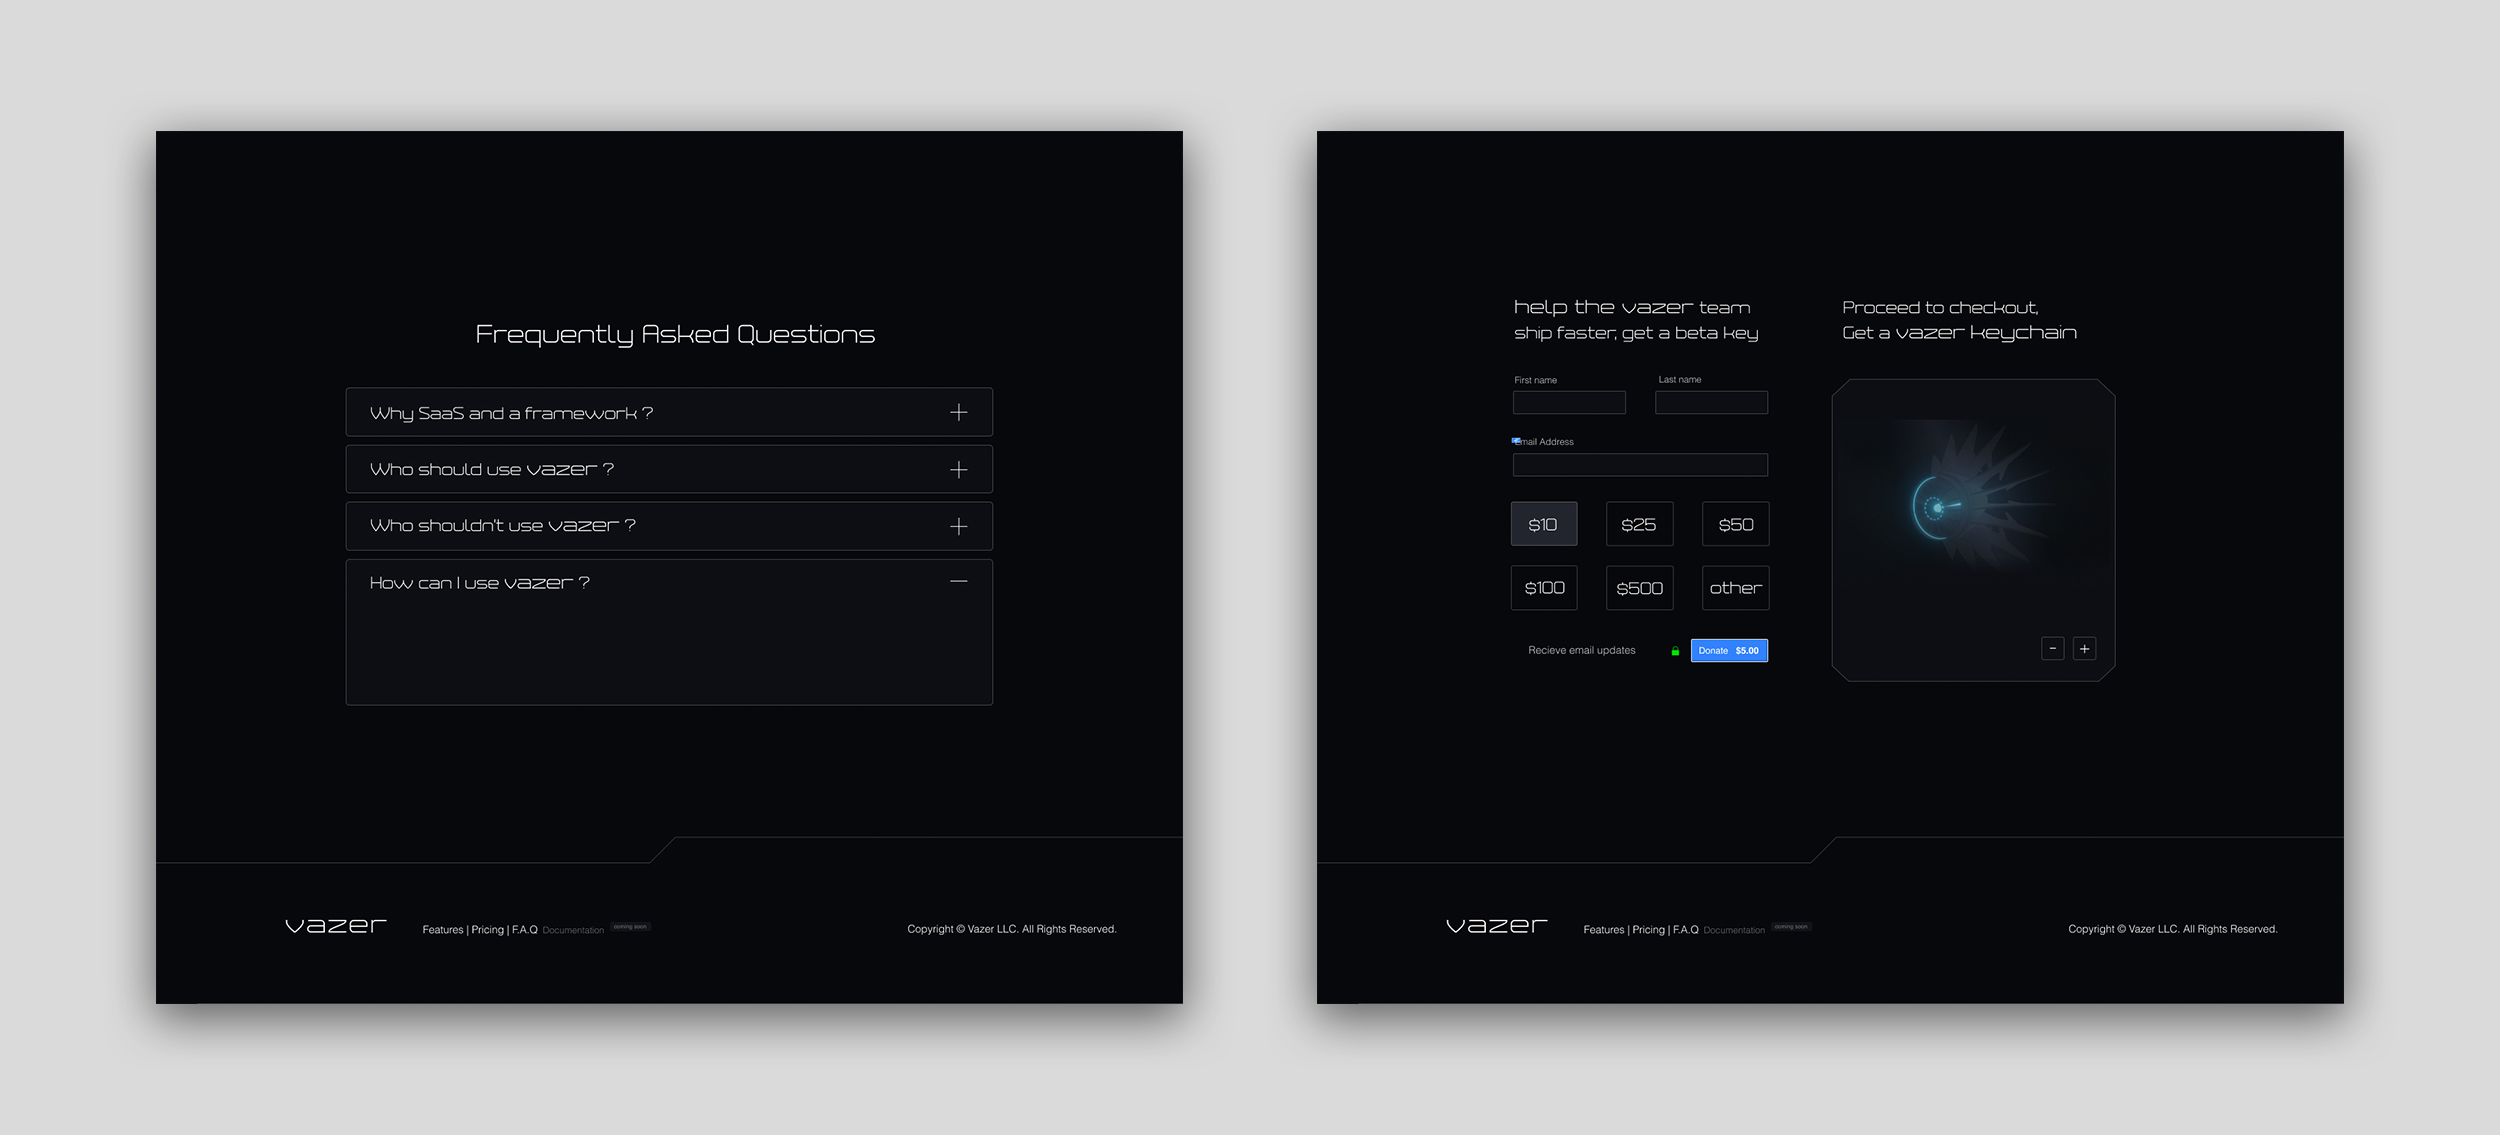 Frequently Asked Questions
Why SaaS and a framework ?
Who should use vazer ?
Who shouldn't use vazer ?
How can I use vazer ?
vazer
Features | Pricing | F.A.Q Documentation coming soon
Copyright © Vazer LLC. All Rights Reserved.
help the vazer team
ship faster, get a beta key
First name
Last name
Email Address
$10
$25
$50
$100
$500
other
Recieve email updates
Donate $5.00
Proceed to checkout,
Get a vazer keychain
vazer
Features | Pricing | F.A.Q Documentation coming soon
Copyright © Vazer LLC. All Rights Reserved.